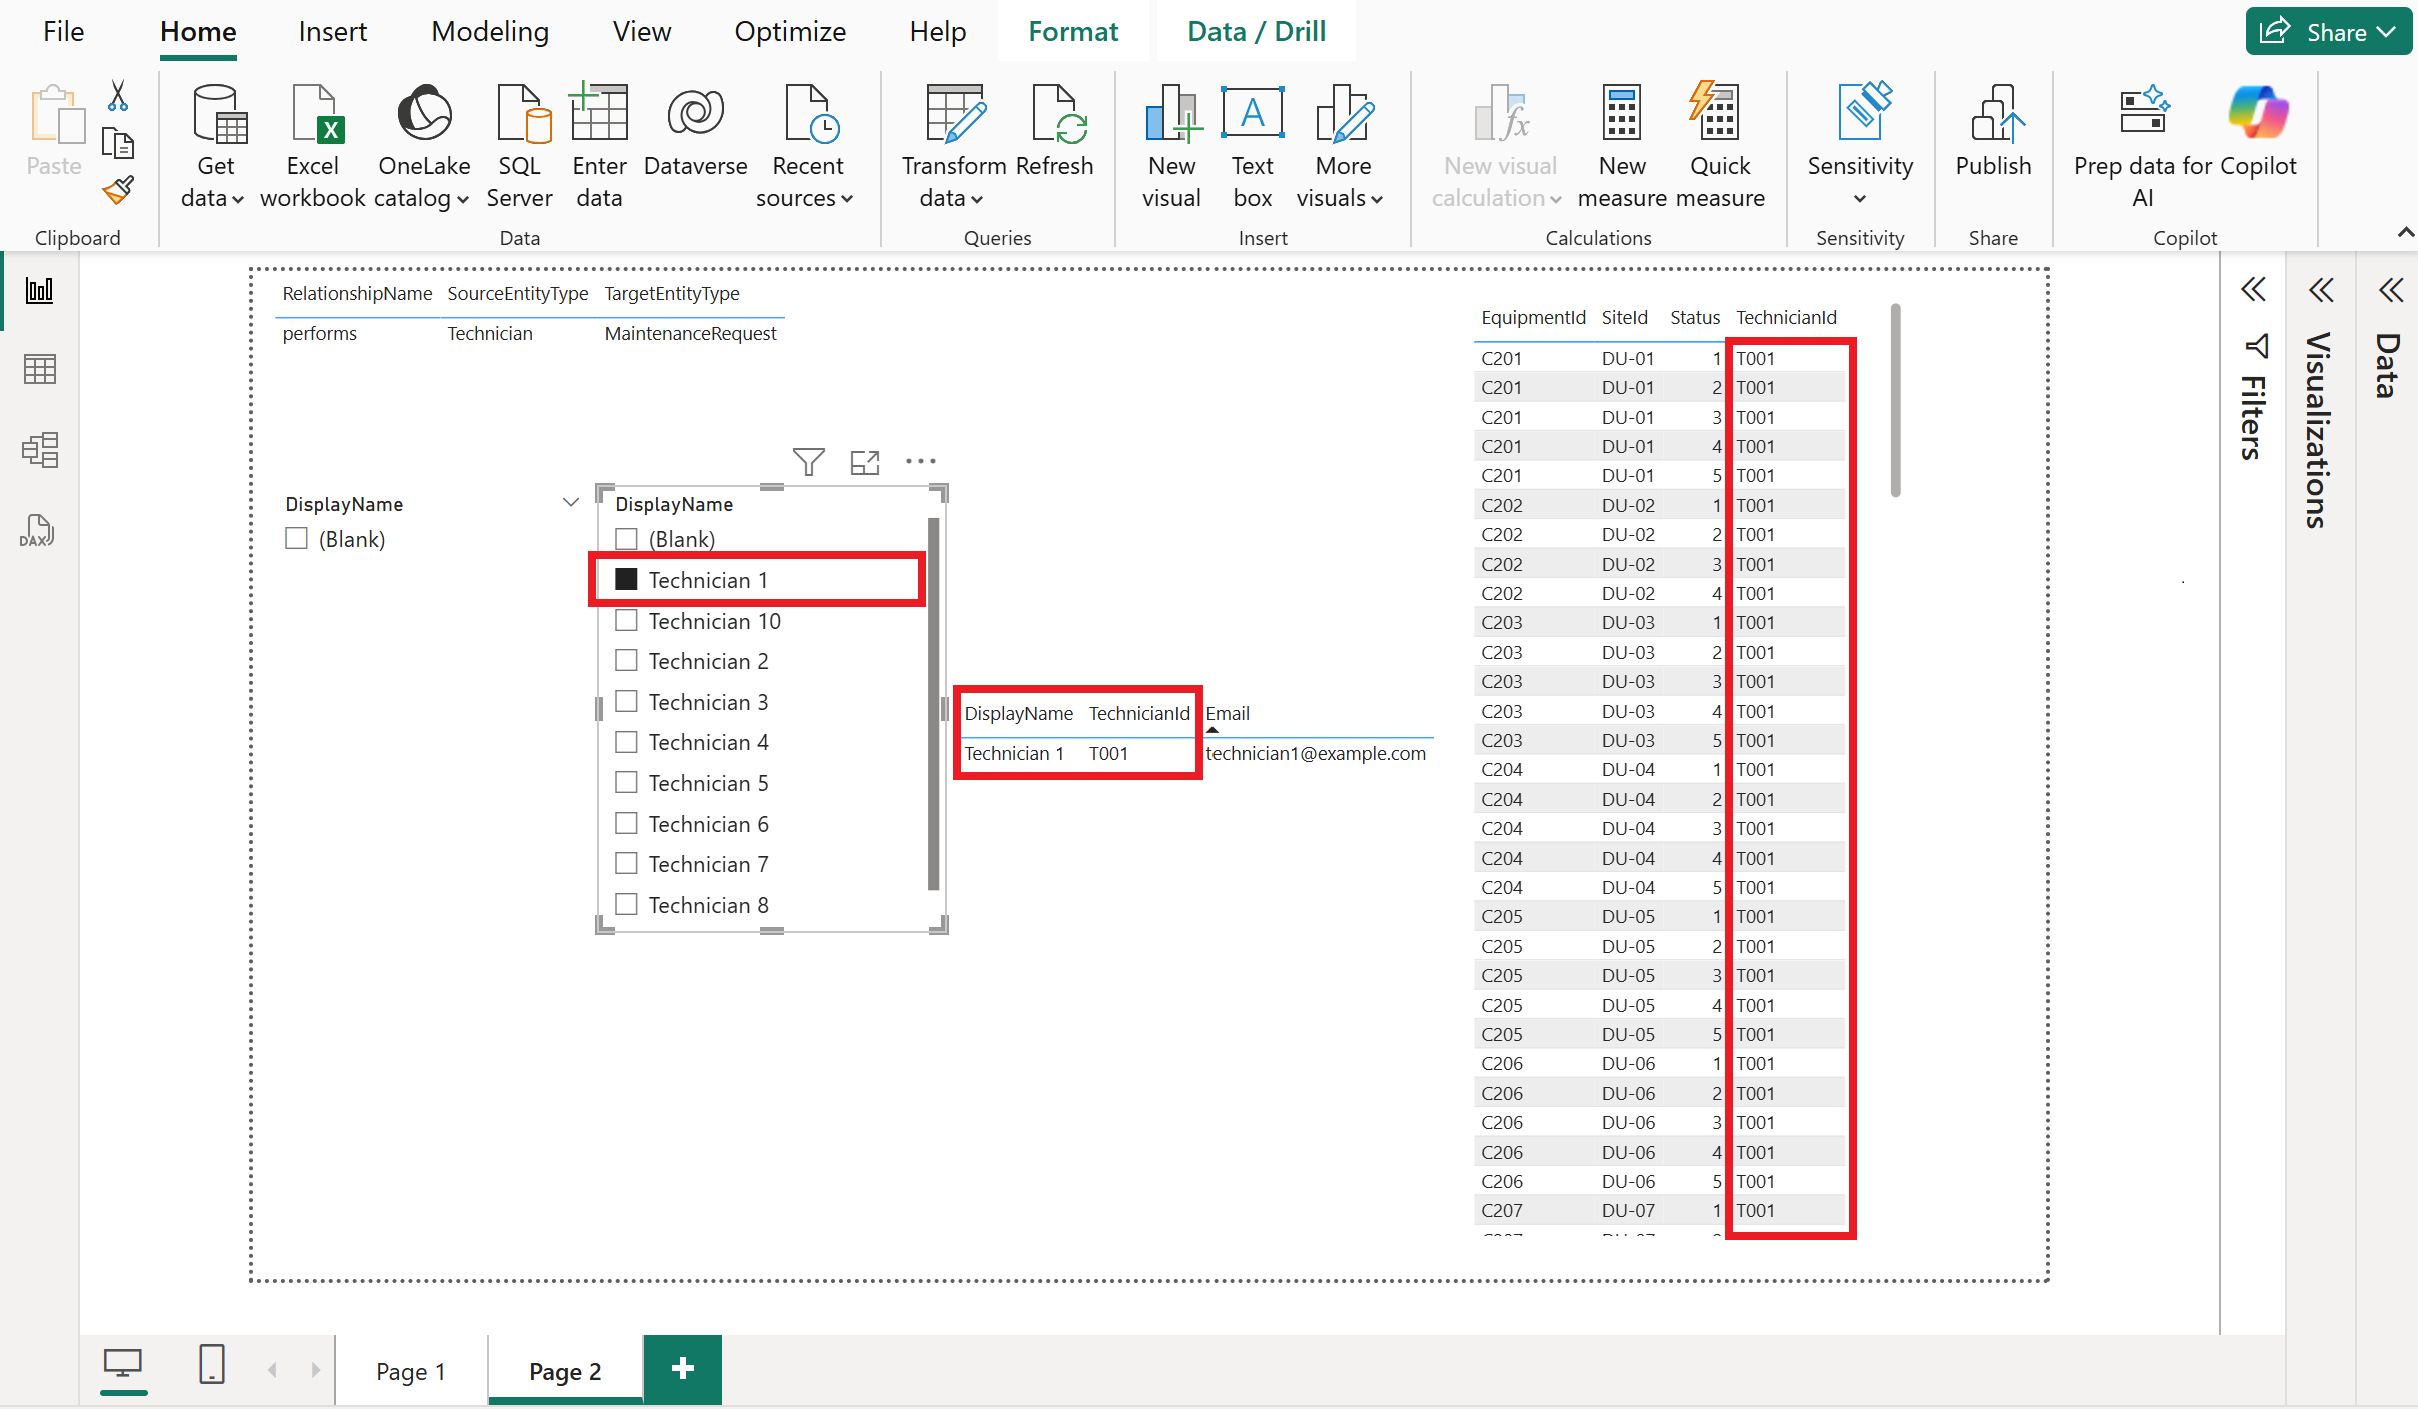 File Home Insert Modeling View Optimize Help Format Data / Drill Share
Paste Get data Excel workbook OneLake catalog SQL Server Enter data Dataverse Recent sources Transform data Refresh New visual Text box More visuals New visual calculation New measure Quick measure Sensitivity Publish Prep data for AI Copilot
Clipboard Data Queries Insert Calculations Sensitivity Share Copilot
RelationshipName SourceEntityType TargetEntityType
performs Technician MaintenanceRequest
DisplayName
(Blank)
DisplayName
(Blank)
Technician 1
Technician 10
Technician 2
Technician 3
Technician 4
Technician 5
Technician 6
Technician 7
Technician 8
DisplayName TechnicianId Email
Technician 1 T001 technician1@example.com
EquipmentId SiteId Status TechnicianId
C201 DU-01 1 T001
C201 DU-01 2 T001
C201 DU-01 3 T001
C201 DU-01 4 T001
C201 DU-01 5 T001
C202 DU-02 1 T001
C202 DU-02 2 T001
C202 DU-02 3 T001
C202 DU-02 4 T001
C203 DU-03 1 T001
C203 DU-03 2 T001
C203 DU-03 3 T001
C203 DU-03 4 T001
C203 DU-03 5 T001
C204 DU-04 1 T001
C204 DU-04 2 T001
C204 DU-04 3 T001
C204 DU-04 4 T001
C204 DU-04 5 T001
C205 DU-05 1 T001
C205 DU-05 2 T001
C205 DU-05 3 T001
C205 DU-05 4 T001
C205 DU-05 5 T001
C206 DU-06 1 T001
C206 DU-06 2 T001
C206 DU-06 3 T001
C206 DU-06 4 T001
C206 DU-06 5 T001
C207 DU-07 1 T001
Filters
Visualizations
Data
DAX
Page 1 Page 2